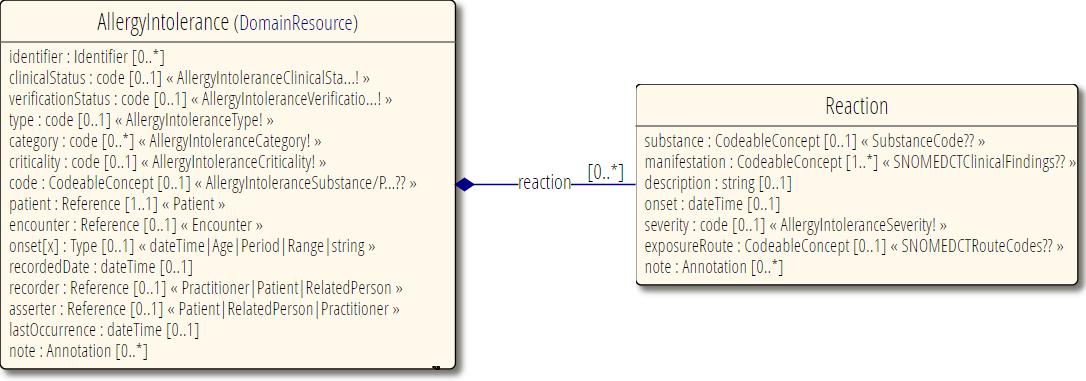 AllergyIntolerance (DomainResource)
identifier : Identifier [0..*]
clinicalStatus : code [0..1] « AllergyIntoleranceClinicalSta...! »
verificationStatus : code [0..1] « AllergyIntoleranceVerificatio...! »
type : code [0..1] « AllergyIntoleranceType! »
category : code [0..*] « AllergyIntoleranceCategory! »
criticality : code [0..1] « AllergyIntoleranceCriticality! »
code : CodeableConcept [0..1] « AllergyIntoleranceSubstance/P...?? »
patient : Reference [1..1] « Patient »
encounter : Reference [0..1] « Encounter »
onset[x] : Type [0..1] « dateTime|Age|Period|Range|string »
recordedDate : dateTime [0..1]
recorder : Reference [0..1] « Practitioner|Patient|RelatedPerson »
asserter : Reference [0..1] « Patient|RelatedPerson|Practitioner »
lastOccurrence : dateTime [0..1]
note : Annotation [0..*]
reaction
[0..*]
Reaction
substance : CodeableConcept [0..1] « SubstanceCode?? »
manifestation : CodeableConcept [1..*] « SNOMEDCTClinicalFindings?? »
description : string [0..1]
onset : dateTime [0..1]
severity : code [0..1] « AllergyIntoleranceSeverity! »
exposureRoute : CodeableConcept [0..1] « SNOMEDCTRouteCodes?? »
note : Annotation [0..*]